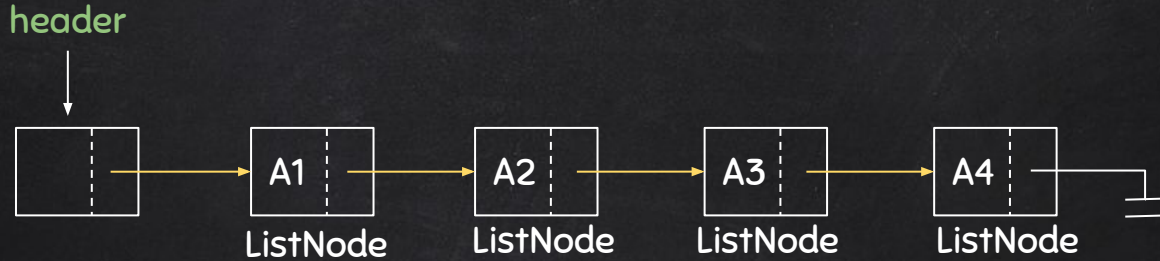 header
A1
A2
A3
A4
ListNode
ListNode
ListNode
ListNode